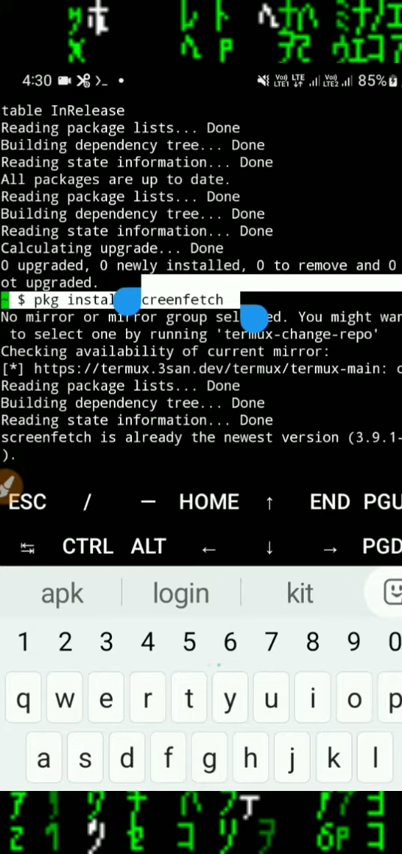 4:30 85%
table InRelease
Reading package lists... Done
Building dependency tree... Done
Reading state information... Done
All packages are up to date.
Reading package lists... Done
Building dependency tree... Done
Reading state information... Done
Calculating upgrade... Done
0 upgraded, 0 newly installed, 0 to remove and 0
ot upgraded.
~ $ pkg instal creenfetch
No mirror or mirror group sel ed. You might wan
to select one by running 'termux-change-repo'
Checking availability of current mirror:
[*] https://termux.3san.dev/termux/termux-main: o
Reading package lists... Done
Building dependency tree... Done
Reading state information... Done
screenfetch is already the newest version (3.9.1-
).
ESC / — HOME ↑ END PGU
↹ CTRL ALT ← ↓ → PGD
apk login kit
1 2 3 4 5 6 7 8 9 0
q w e r t y u i o p
a s d f g h j k l